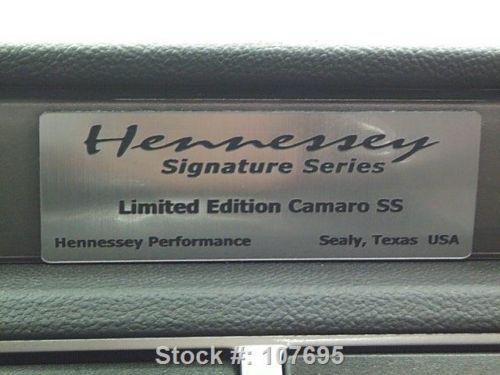 Hennessey
Signature Series
Limited Edition Camaro SS
Hennessey Performance Sealy, Texas USA
Stock #: 107695